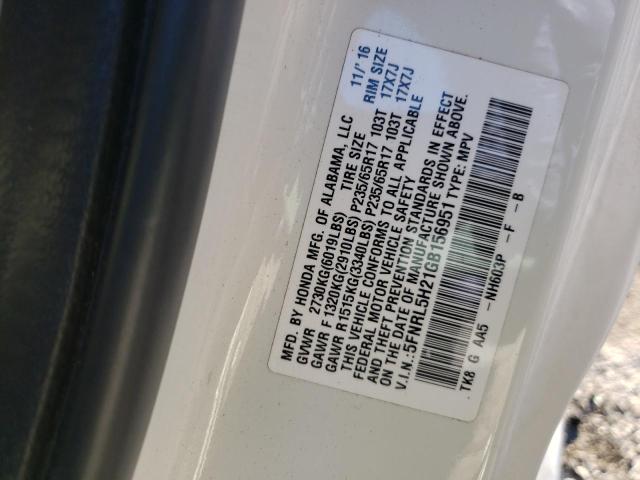 MFD. BY HONDA MFG. OF ALABAMA, LLC 11/'16
GVWR 2730KG(6019LBS) TIRE SIZE RIM SIZE
GAWR F 1320KG(2910LBS) P235/65R17 103T 17X7J
GAWR R1515KG(3340LBS) P235/65R17 103T 17X7J
THIS VEHICLE CONFORMS TO ALL APPLICABLE
FEDERAL MOTOR VEHICLE SAFETY
AND THEFT PREVENTION STANDARDS IN EFFECT
ON THE DATE OF MANUFACTURE SHOWN ABOVE.
V.I.N.:5FNRL5H21GB156951 TYPE: MPV
TK8 G AA5 -NH603P -F -B